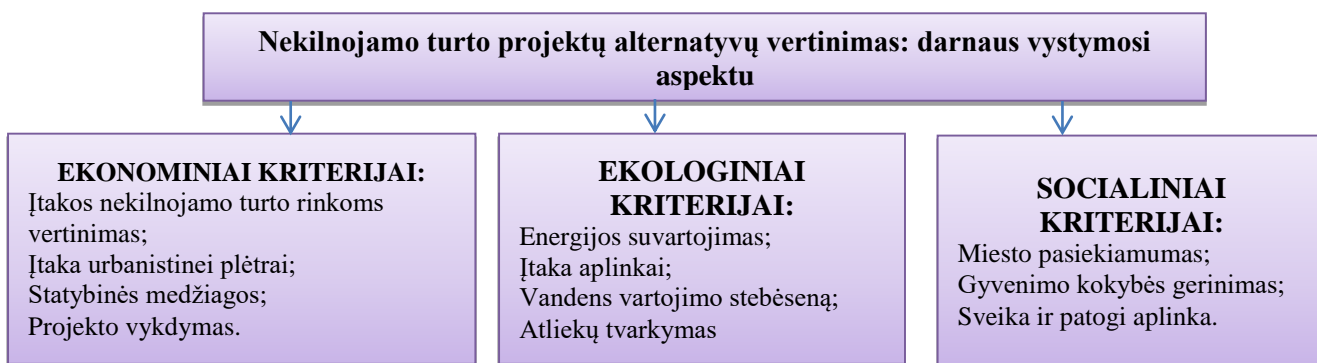 Nekilnojamo turto projektų alternatyvų vertinimas: darnaus vystymosi
aspektu
EKONOMINIAI KRITERIJAI:
Įtakos nekilnojamo turto rinkoms
vertinimas;
Įtaka urbanistinei plėtrai;
Statybinės medžiagos;
Projekto vykdymas.
EKOLOGINIAI
KRITERIJAI:
Energijos suvartojimas;
Įtaka aplinkai;
Vandens vartojimo stebėseną;
Atliekų tvarkymas
SOCIALINIAI
KRITERIJAI:
Miesto pasiekiamumas;
Gyvenimo kokybės gerinimas;
Sveika ir patogi aplinka.